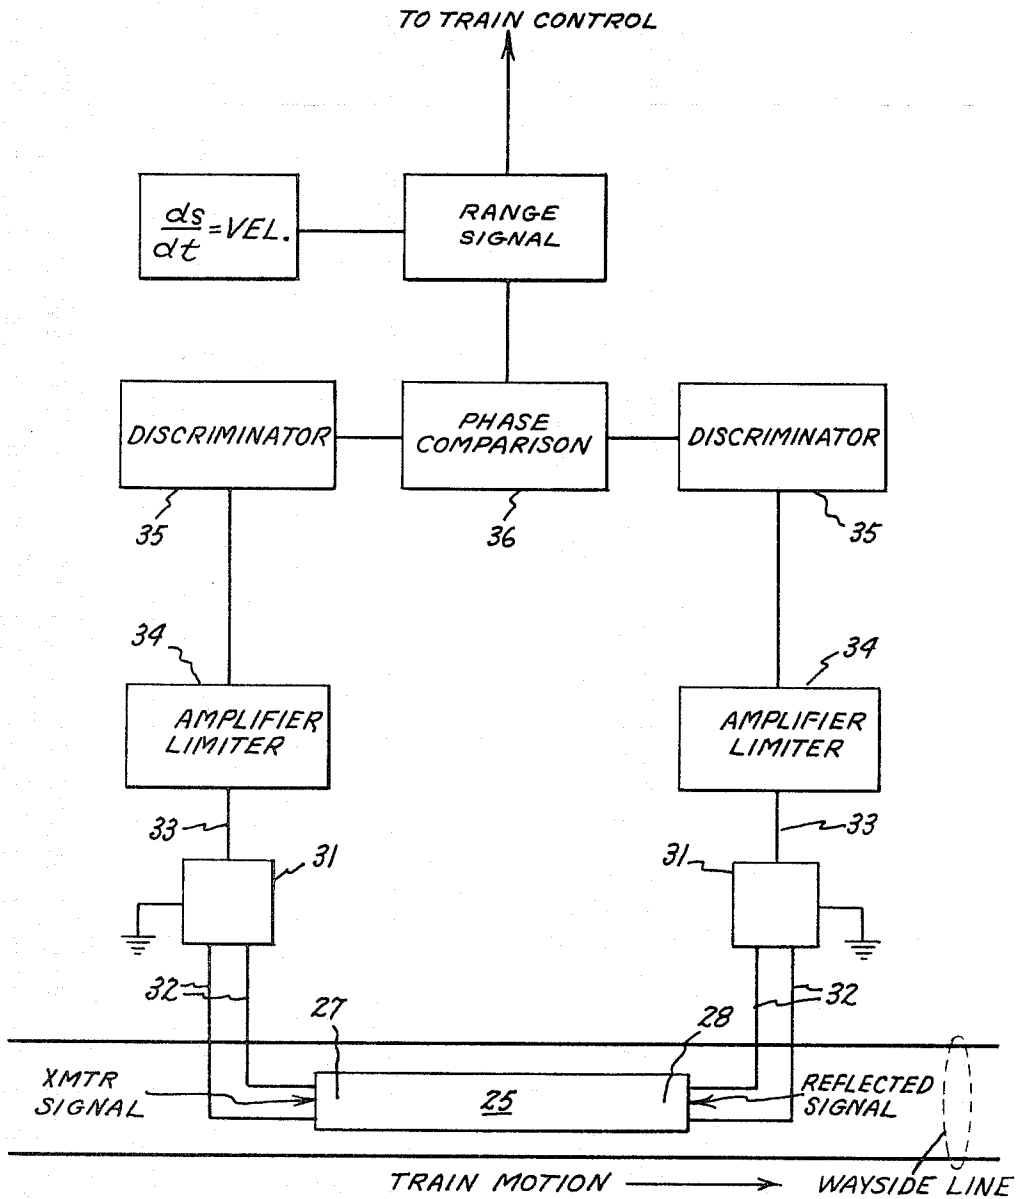 TO TRAIN CONTROL
ds/dt = VEL.
RANGE
SIGNAL
DISCRIMINATOR
PHASE
COMPARISON
DISCRIMINATOR
35
36
35
34
34
AMPLIFIER
LIMITER
AMPLIFIER
LIMITER
33
33
31
31
32
32
27
28
XMTR
SIGNAL
25
REFLECTED
SIGNAL
TRAIN MOTION
WAYSIDE LINE